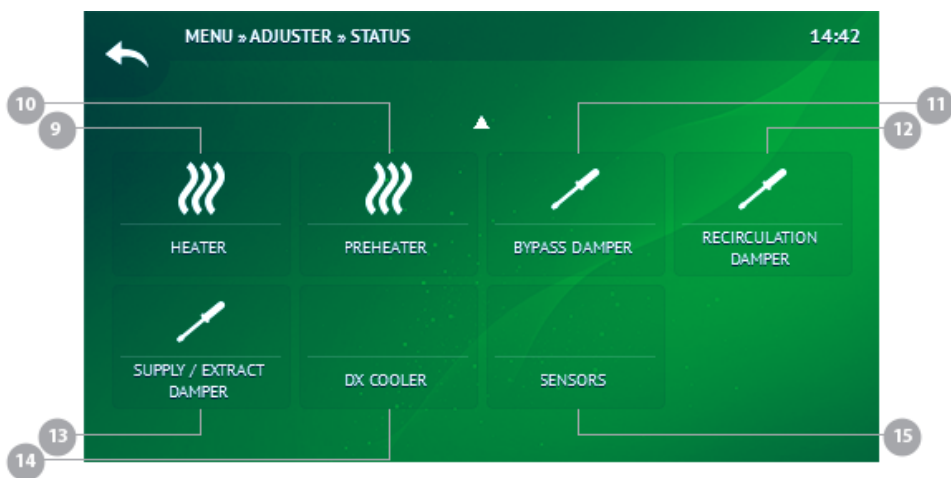 MENU » ADJUSTER » STATUS
14:42
10
9
11
12
HEATER
PREHEATER
BYPASS DAMPER
RECIRCULATION
DAMPER
SUPPLY / EXTRACT
DAMPER
DX COOLER
SENSORS
13
14
15